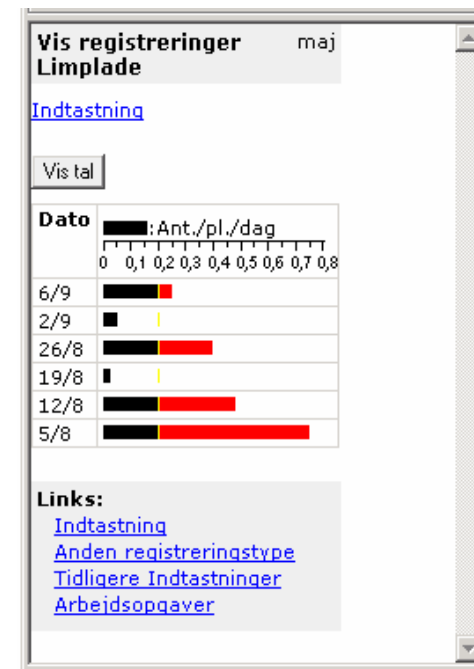 Vis registreringer maj
Limplade
Indtastning
Vis tal
Dato :Ant./pl./dag
0 0,1 0,2 0,3 0,4 0,5 0,6 0,7 0,8
6/9
2/9
26/8
19/8
12/8
5/8
Links:
Indtastning
Anden registreringstype
Tidligere Indtastninger
Arbejdsopgaver